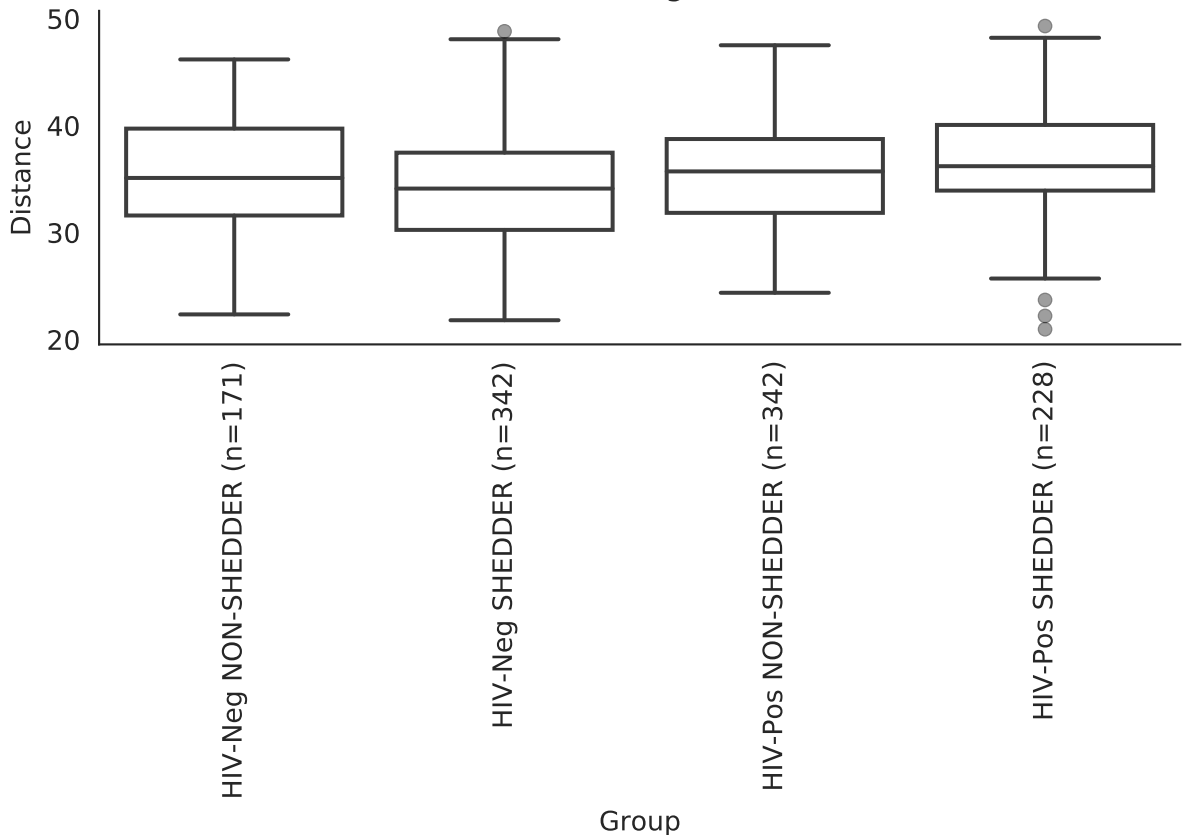 50
40
30
20
Distance
HIV-Neg NON-SHEDDER (n=171)
HIV-Neg SHEDDER (n=342)
HIV-Pos NON-SHEDDER (n=342)
HIV-Pos SHEDDER (n=228)
Group